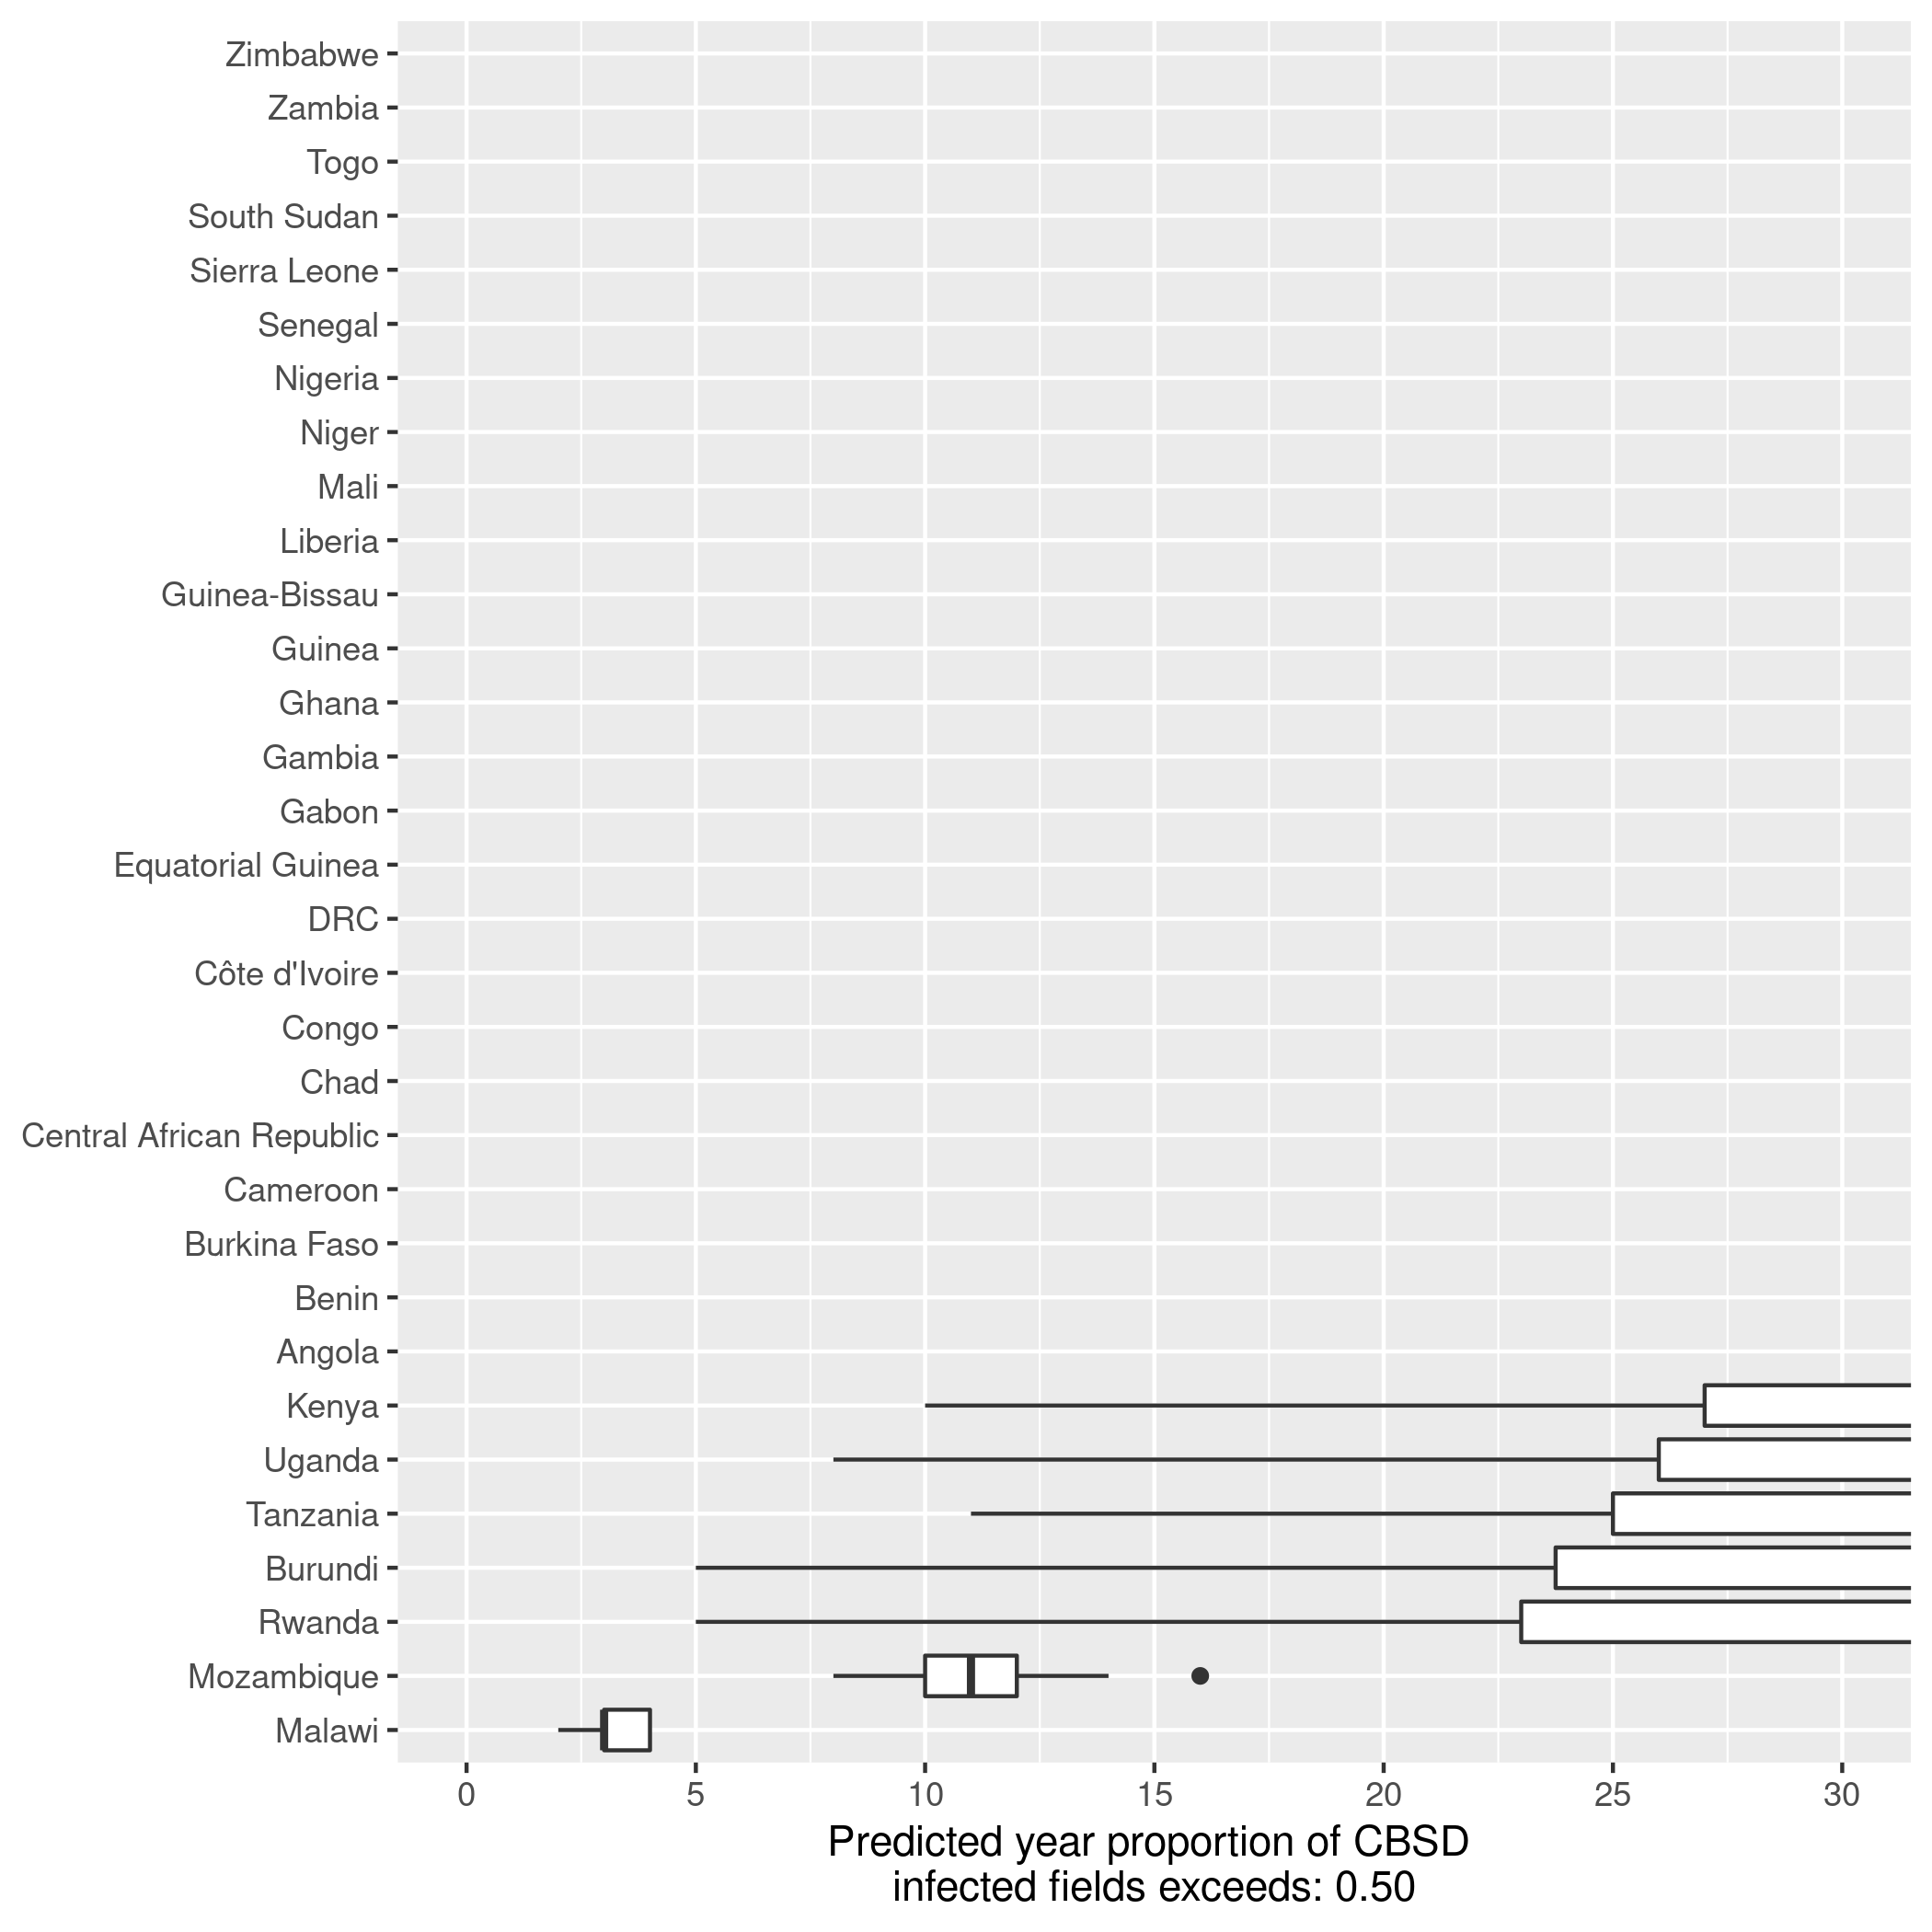 Zimbabwe
Zambia
Togo
South Sudan
Sierra Leone
Senegal
Nigeria
Niger
Mali
Liberia
Guinea-Bissau
Guinea
Ghana
Gambia
Gabon
Equatorial Guinea
DRC
Côte d'Ivoire
Congo
Chad
Central African Republic
Cameroon
Burkina Faso
Benin
Angola
Kenya
Uganda
Tanzania
Burundi
Rwanda
Mozambique
Malawi
0 5 10 15 20 25 30
Predicted year proportion of CBSD
infected fields exceeds: 0.50